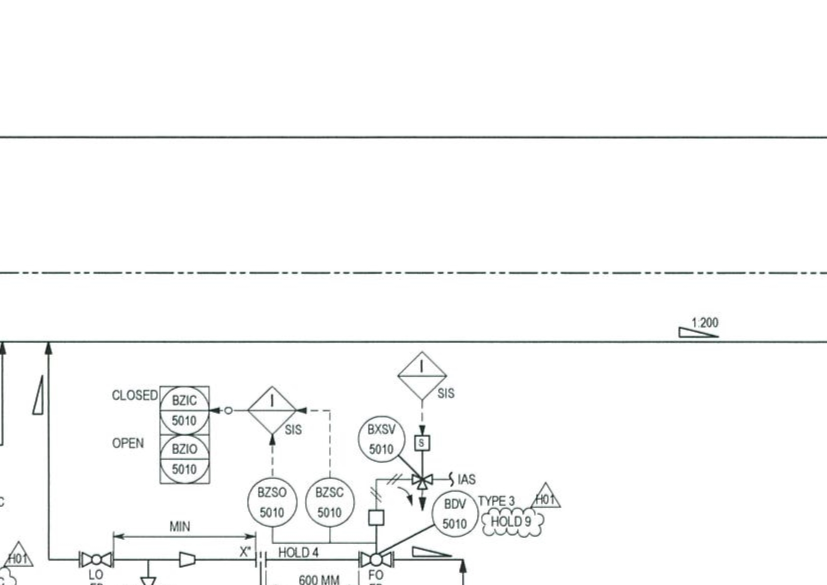 1:200
I
SIS
CLOSED
BZIC
5010
I
SIS
OPEN
BZIO
5010
BXSV
5010
S
IAS
BZSO
5010
BZSC
5010
BDV
5010
TYPE 3
H01
HOLD 9
MIN
X"
HOLD 4
H01
LO
FO
600 MM